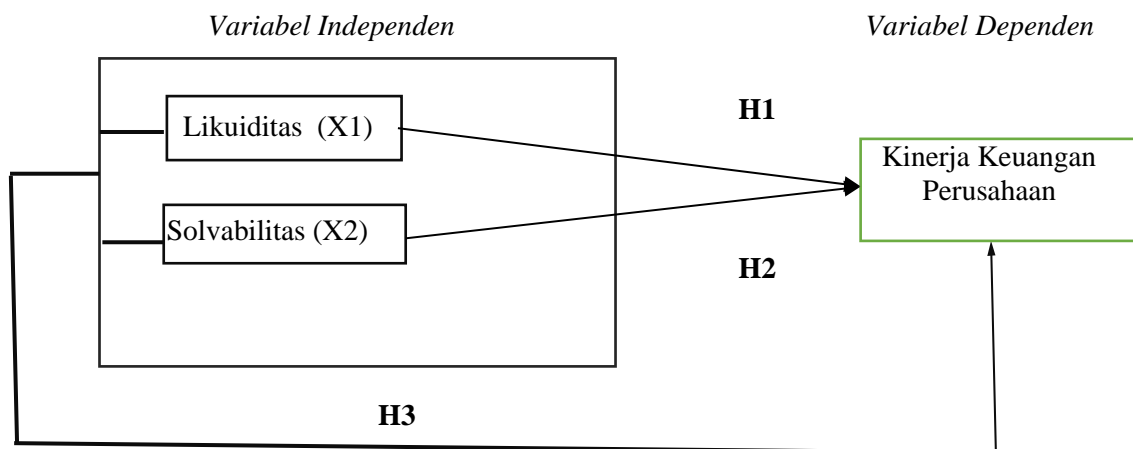 Variabel Independen
Variabel Dependen
Likuiditas (X1)
H1
Kinerja Keuangan
Perusahaan
Solvabilitas (X2)
H2
H3